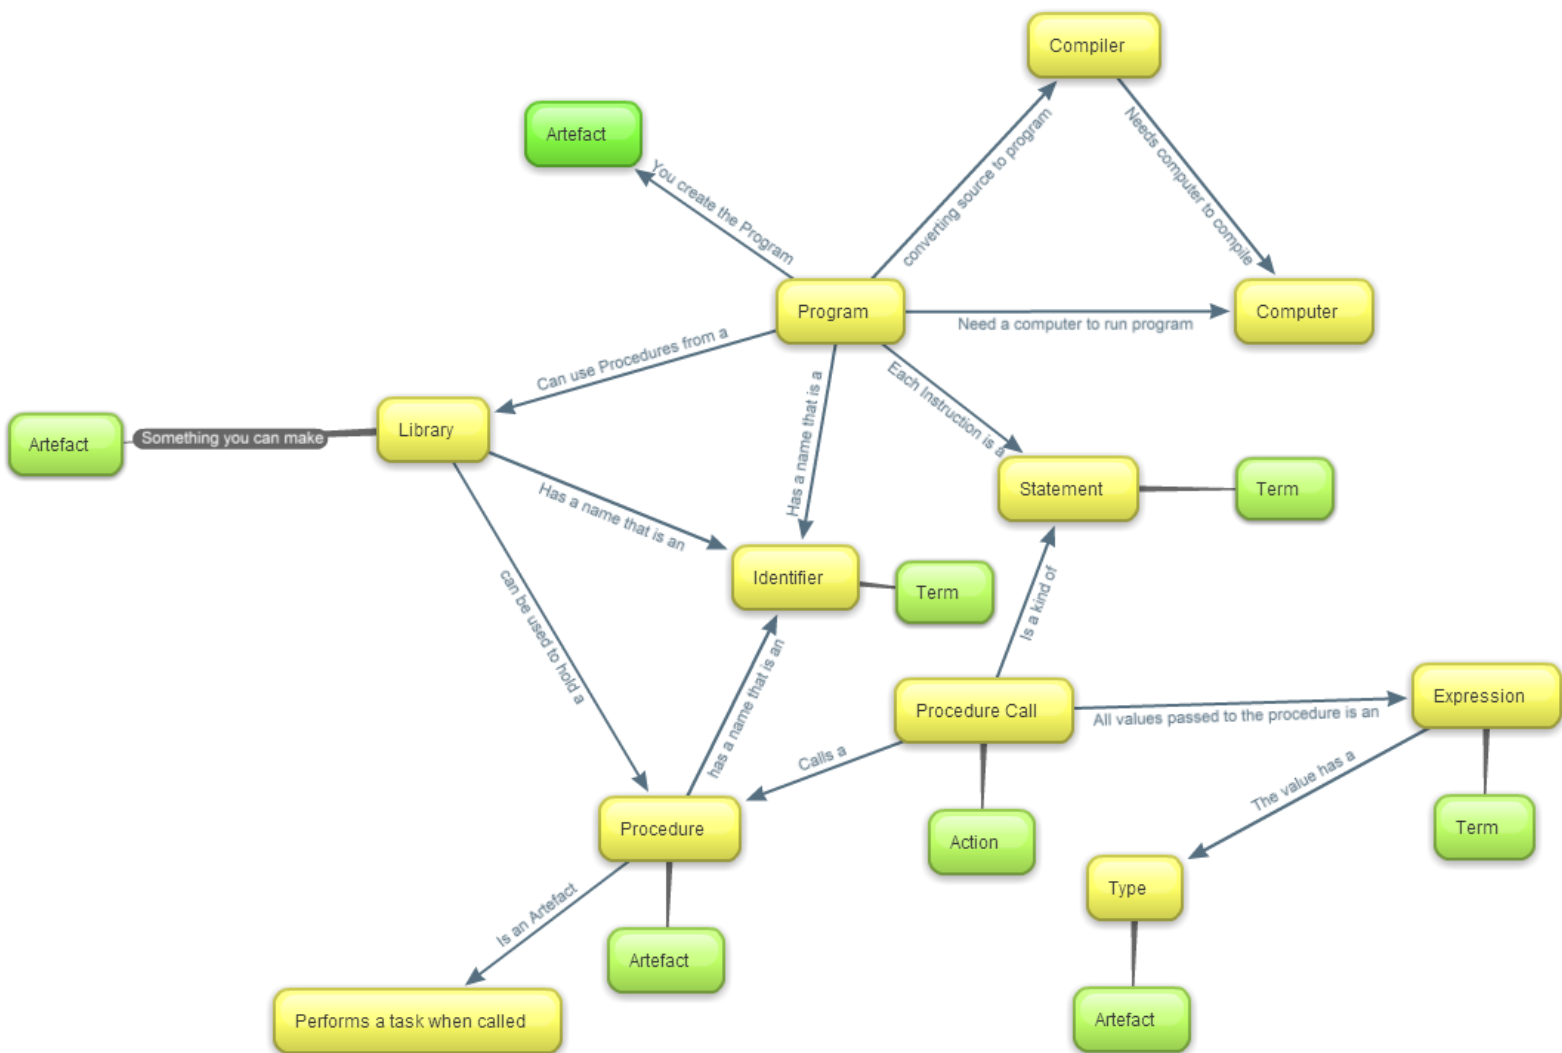 Compiler
Artefact
You create the Program
converting source to program
Needs computer to compile
Program
Need a computer to run program
Computer
Can use Procedures from a
Has a name that is a
Each Instruction is a
Artefact
Something you can make
Library
Has a name that is an
Statement
Term
can be used to hold a
Identifier
Term
Is a kind of
has a name that is an
Procedure Call
All values passed to the procedure is an
Expression
Calls a
The value has a
Procedure
Action
Term
Type
Is an Artefact
Artefact
Performs a task when called
Artefact